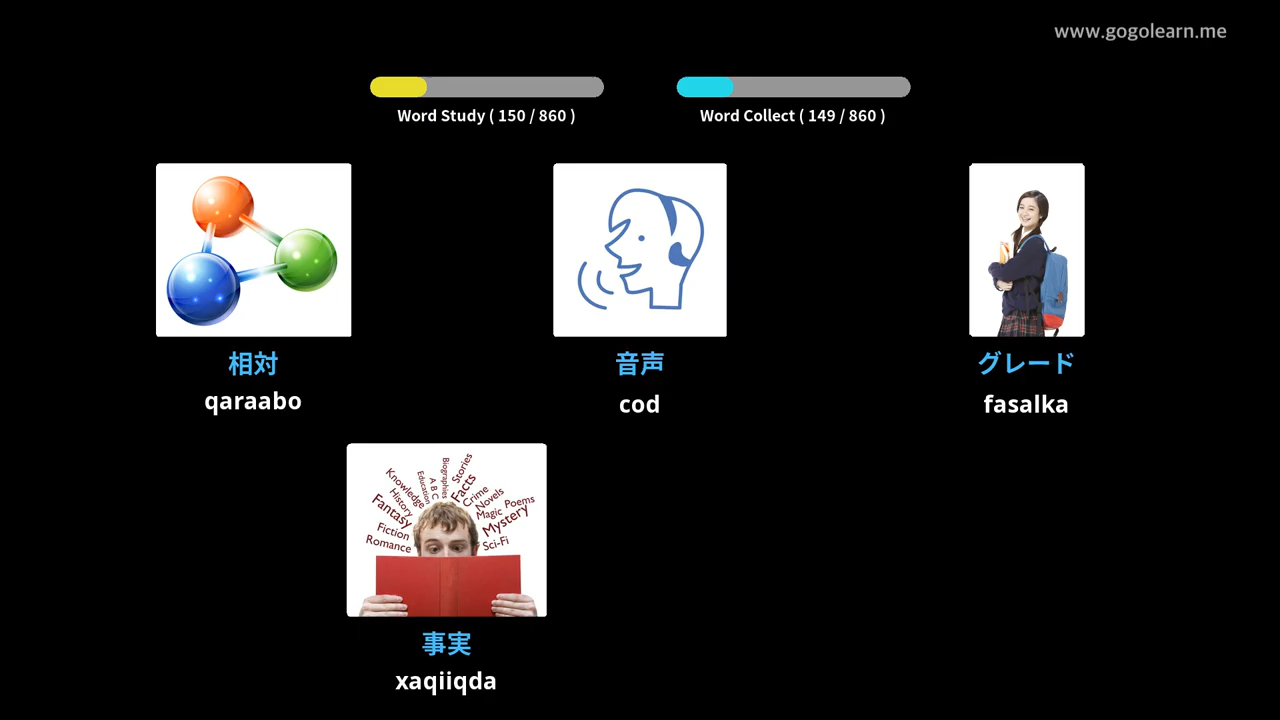 www.gogolearn.me
Word Study ( 150 / 860 )
Word Collect ( 149 / 860 )
相対
qaraabo
音声
cod
グレード
fasalka
Knowledge
History
Fantasy
Fiction
Romance
Education
A B C
Biographies
Stories
Facts
Crime
Novels
Magic
Poems
Mystery
Sci-Fi
事実
xaqiiqda